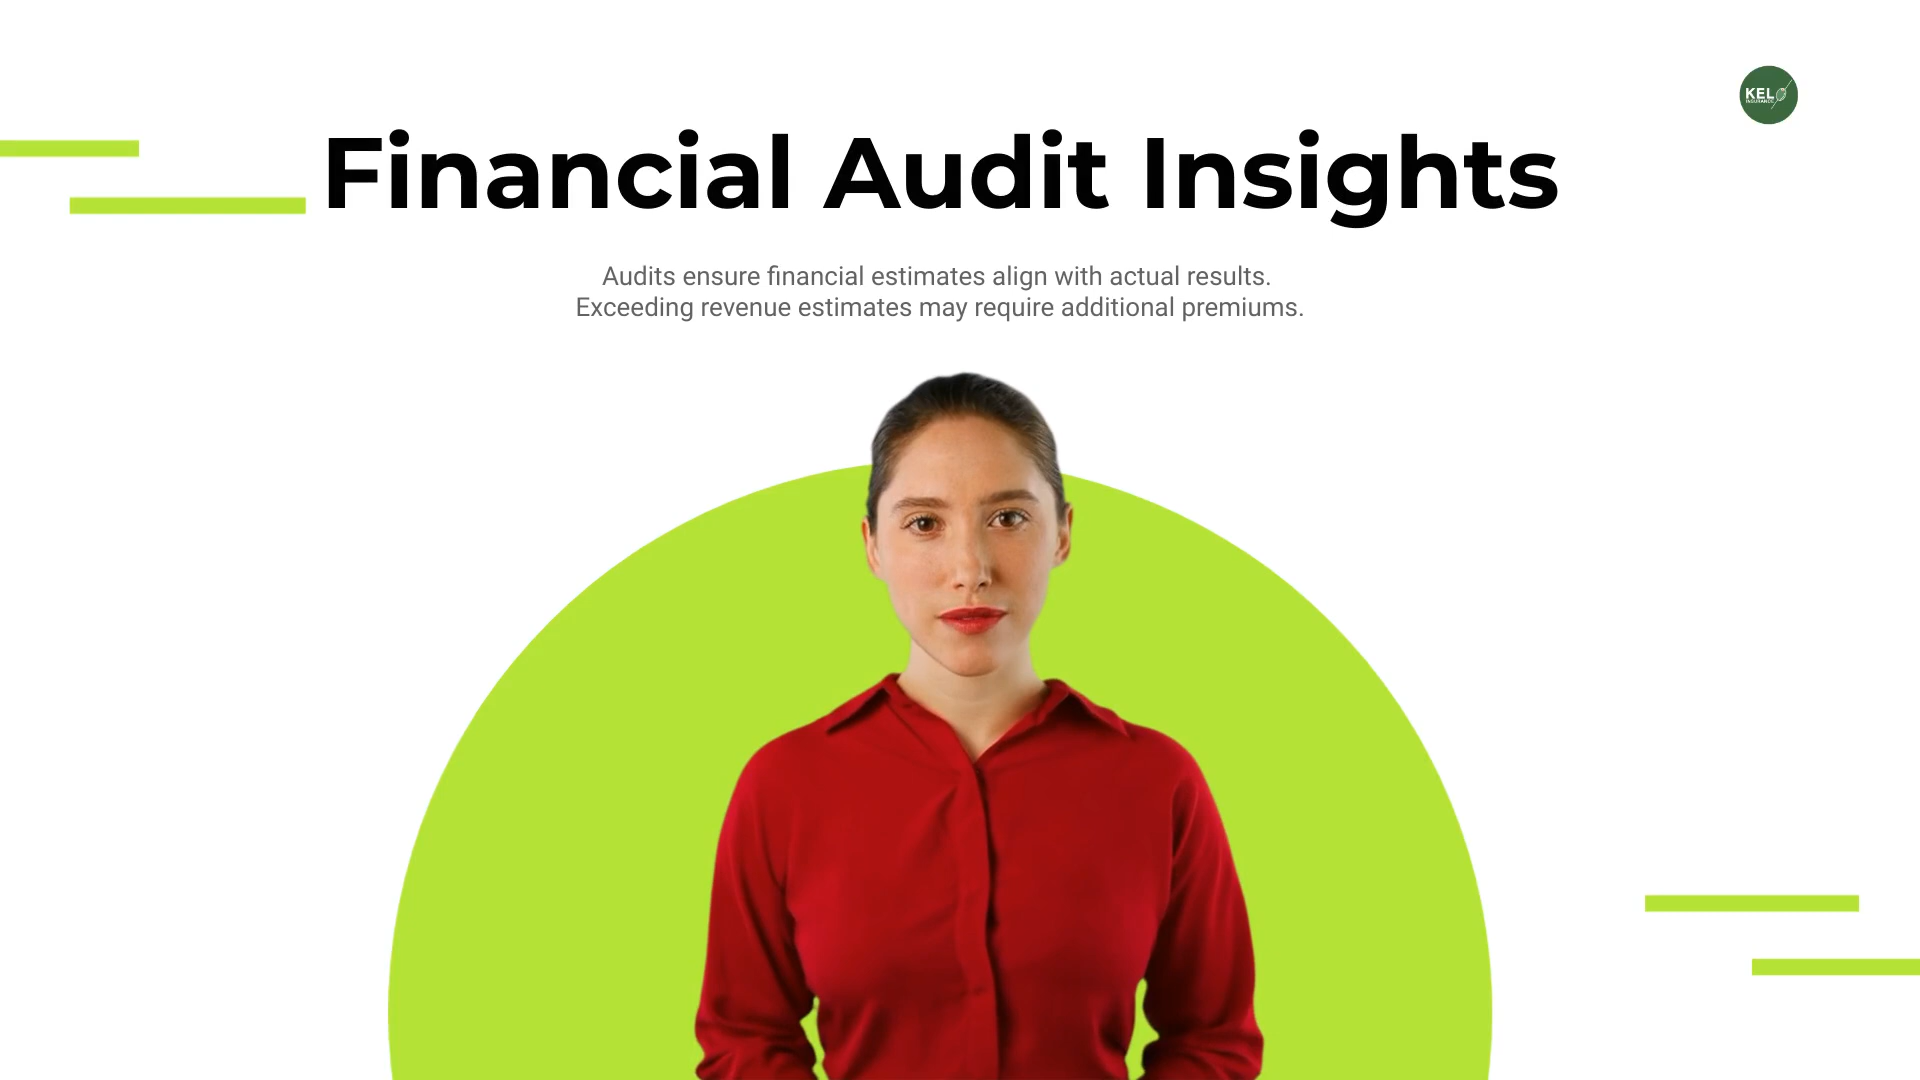 KEL
INSURANCE
Financial Audit Insights
Audits ensure financial estimates align with actual results.
Exceeding revenue estimates may require additional premiums.